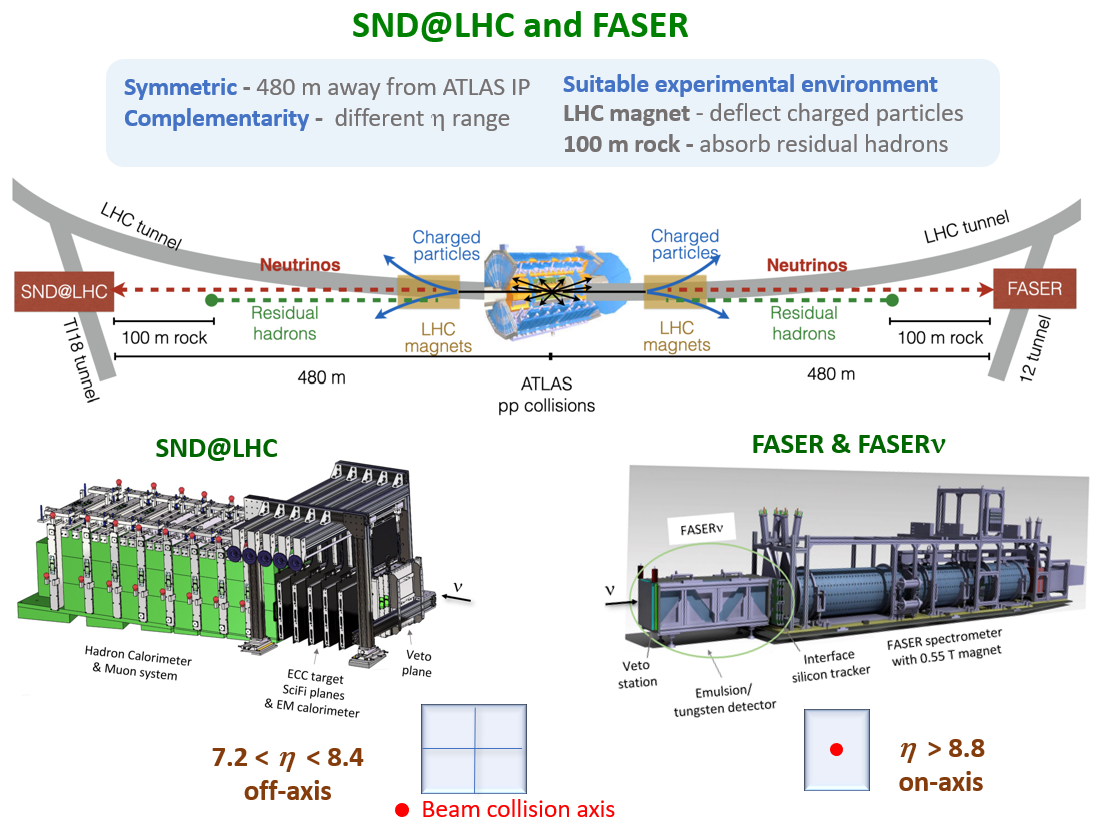 SND@LHC and FASER
Symmetric - 480 m away from ATLAS IP
Complementarity - different η range
Suitable experimental environment
LHC magnet - deflect charged particles
100 m rock - absorb residual hadrons
LHC tunnel
Charged
particles
Charged
particles
LHC tunnel
Neutrinos
Neutrinos
SND@LHC
FASER
Residual
hadrons
LHC
magnets
LHC
magnets
Residual
hadrons
100 m rock
100 m rock
TI18 tunnel
12 tunnel
480 m
ATLAS
pp collisions
480 m
SND@LHC
FASER & FASERν
FASERν
ν
ν
Hadron Calorimeter
& Muon system
ECC target
SciFi planes
& EM calorimeter
Veto
plane
Veto
station
Emulsion/
tungsten detector
Interface
silicon tracker
FASER spectrometer
with 0.55 T magnet
7.2 < η < 8.4
off-axis
Beam collision axis
η > 8.8
on-axis